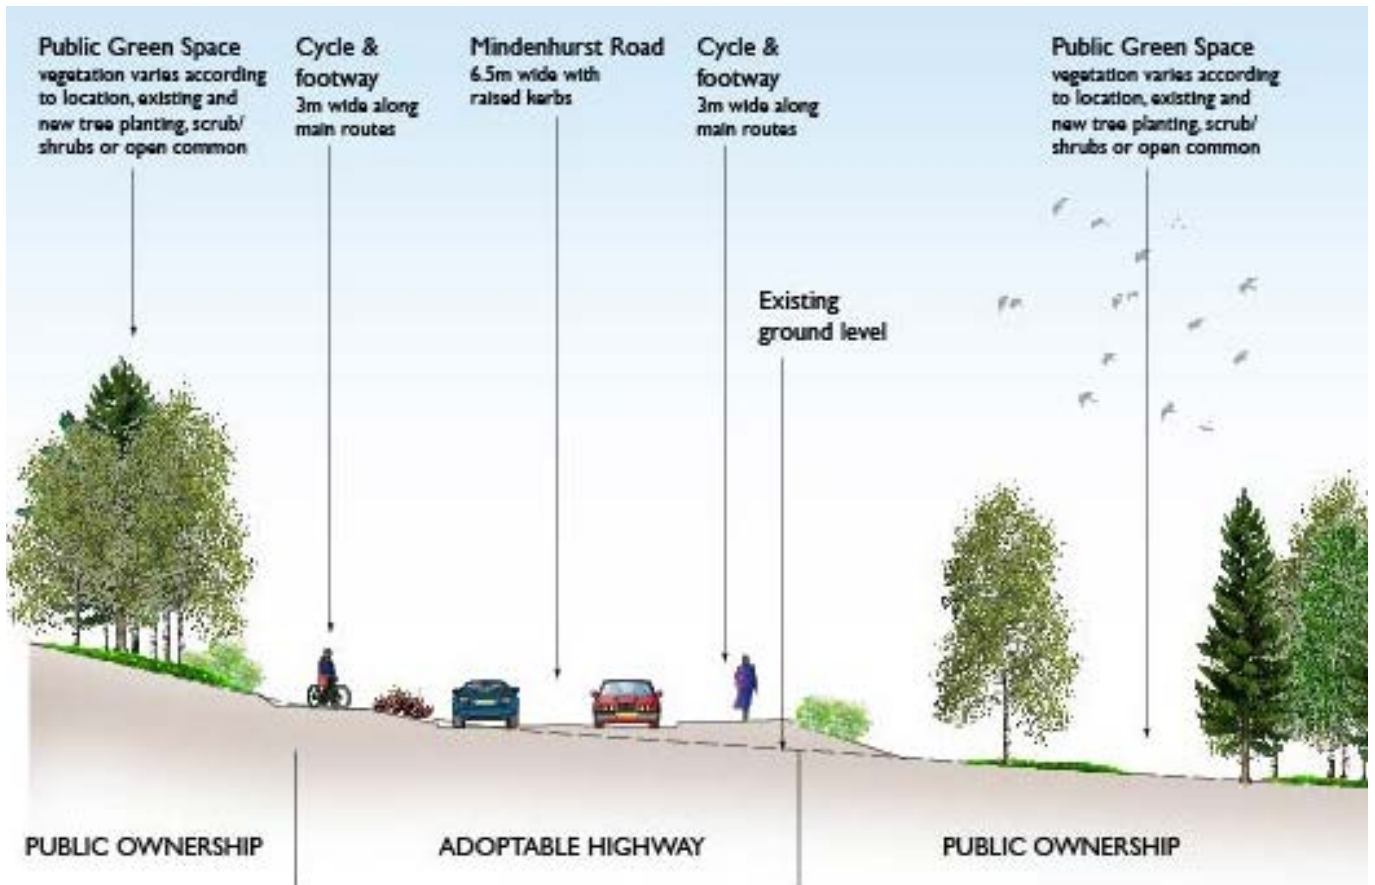 Public Green Space
vegetation varies according
to location, existing and
new tree planting, scrub/
shrubs or open common
Cycle &
footway
3m wide along
main routes
Mindenhurst Road
6.5m wide with
raised kerbs
Cycle &
footway
3m wide along
main routes
Public Green Space
vegetation varies according
to location, existing and
new tree planting, scrub/
shrubs or open common
Existing
ground level
PUBLIC OWNERSHIP
ADOPTABLE HIGHWAY
PUBLIC OWNERSHIP